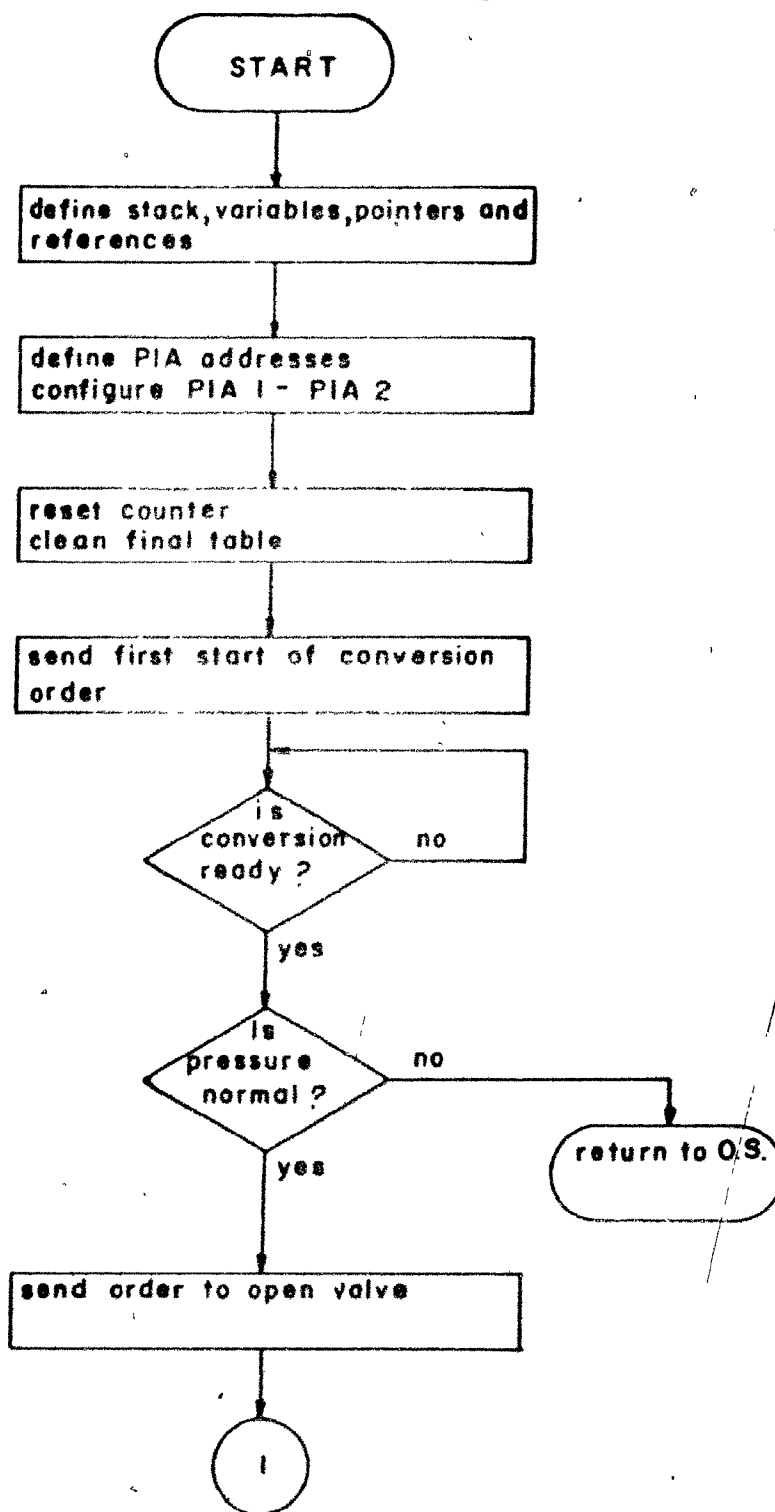 START
define stack, variables, pointers and
references
define PIA addresses
configure PIA 1 - PIA 2
reset counter
clean final table
send first start of conversion
order
is
conversion
ready?
no
yes
Is
pressure
normal?
no
yes
return to O.S.
send order to open valve
1